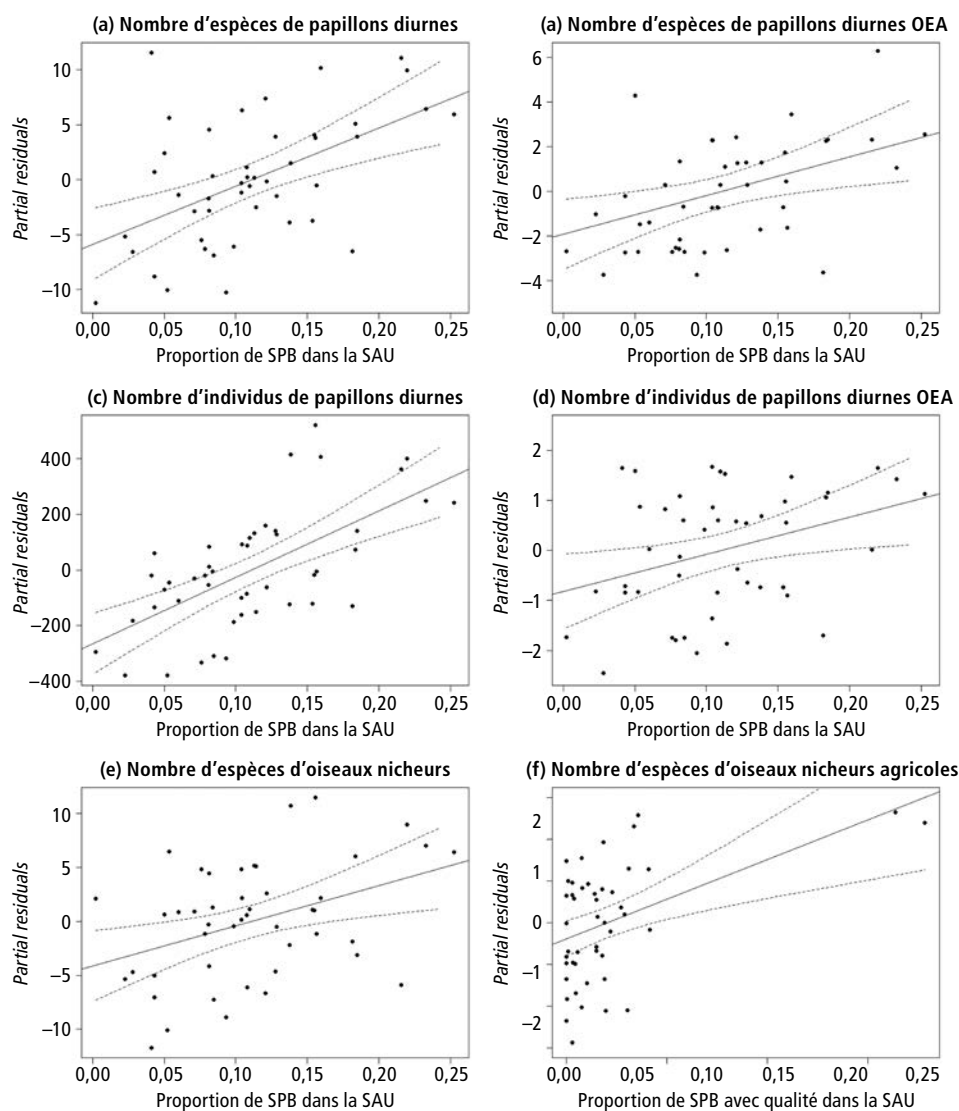 (a) Nombre d'espèces de papillons diurnes
Partial residuals
10
5
0
−5
−10
0,00 0,05 0,10 0,15 0,20 0,25
Proportion de SPB dans la SAU
(a) Nombre d'espèces de papillons diurnes OEA
Partial residuals
6
4
2
0
−2
−4
0,00 0,05 0,10 0,15 0,20 0,25
Proportion de SPB dans la SAU
(c) Nombre d'individus de papillons diurnes
Partial residuals
400
200
0
−200
−400
0,00 0,05 0,10 0,15 0,20 0,25
Proportion de SPB dans la SAU
(d) Nombre d'individus de papillons diurnes OEA
Partial residuals
2
1
0
−1
−2
0,00 0,05 0,10 0,15 0,20 0,25
Proportion de SPB dans la SAU
(e) Nombre d'espèces d'oiseaux nicheurs
Partial residuals
10
5
0
−5
−10
0,00 0,05 0,10 0,15 0,20 0,25
Proportion de SPB dans la SAU
(f) Nombre d'espèces d'oiseaux nicheurs agricoles
Partial residuals
2
1
0
−1
−2
0,00 0,05 0,10 0,15 0,20 0,25
Proportion de SPB avec qualité dans la SAU